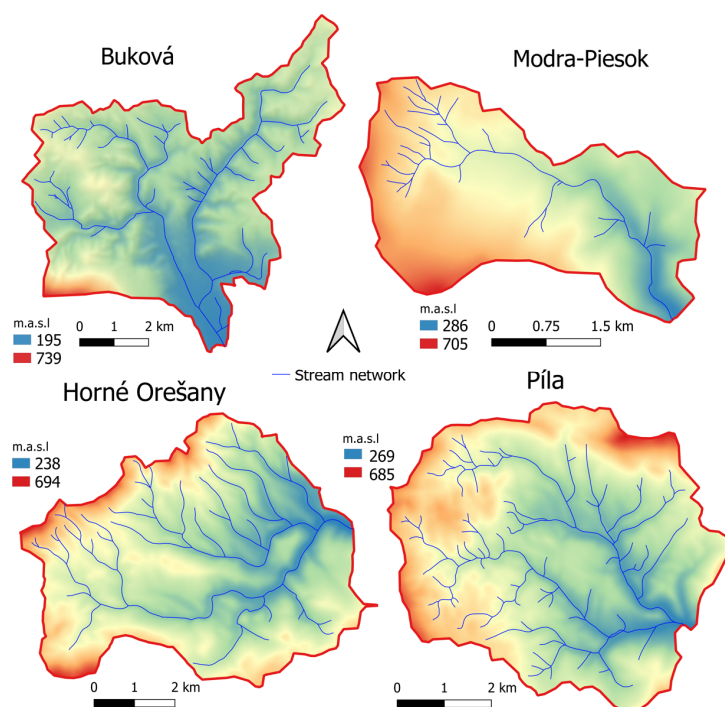 Buková
Modra-Piesok
m.a.s.l
195
739
0 1 2 km
m.a.s.l
286
705
0 0.75 1.5 km
Stream network
Horné Orešany
Píla
m.a.s.l
238
694
m.a.s.l
269
685
0 1 2 km
0 1 2 km